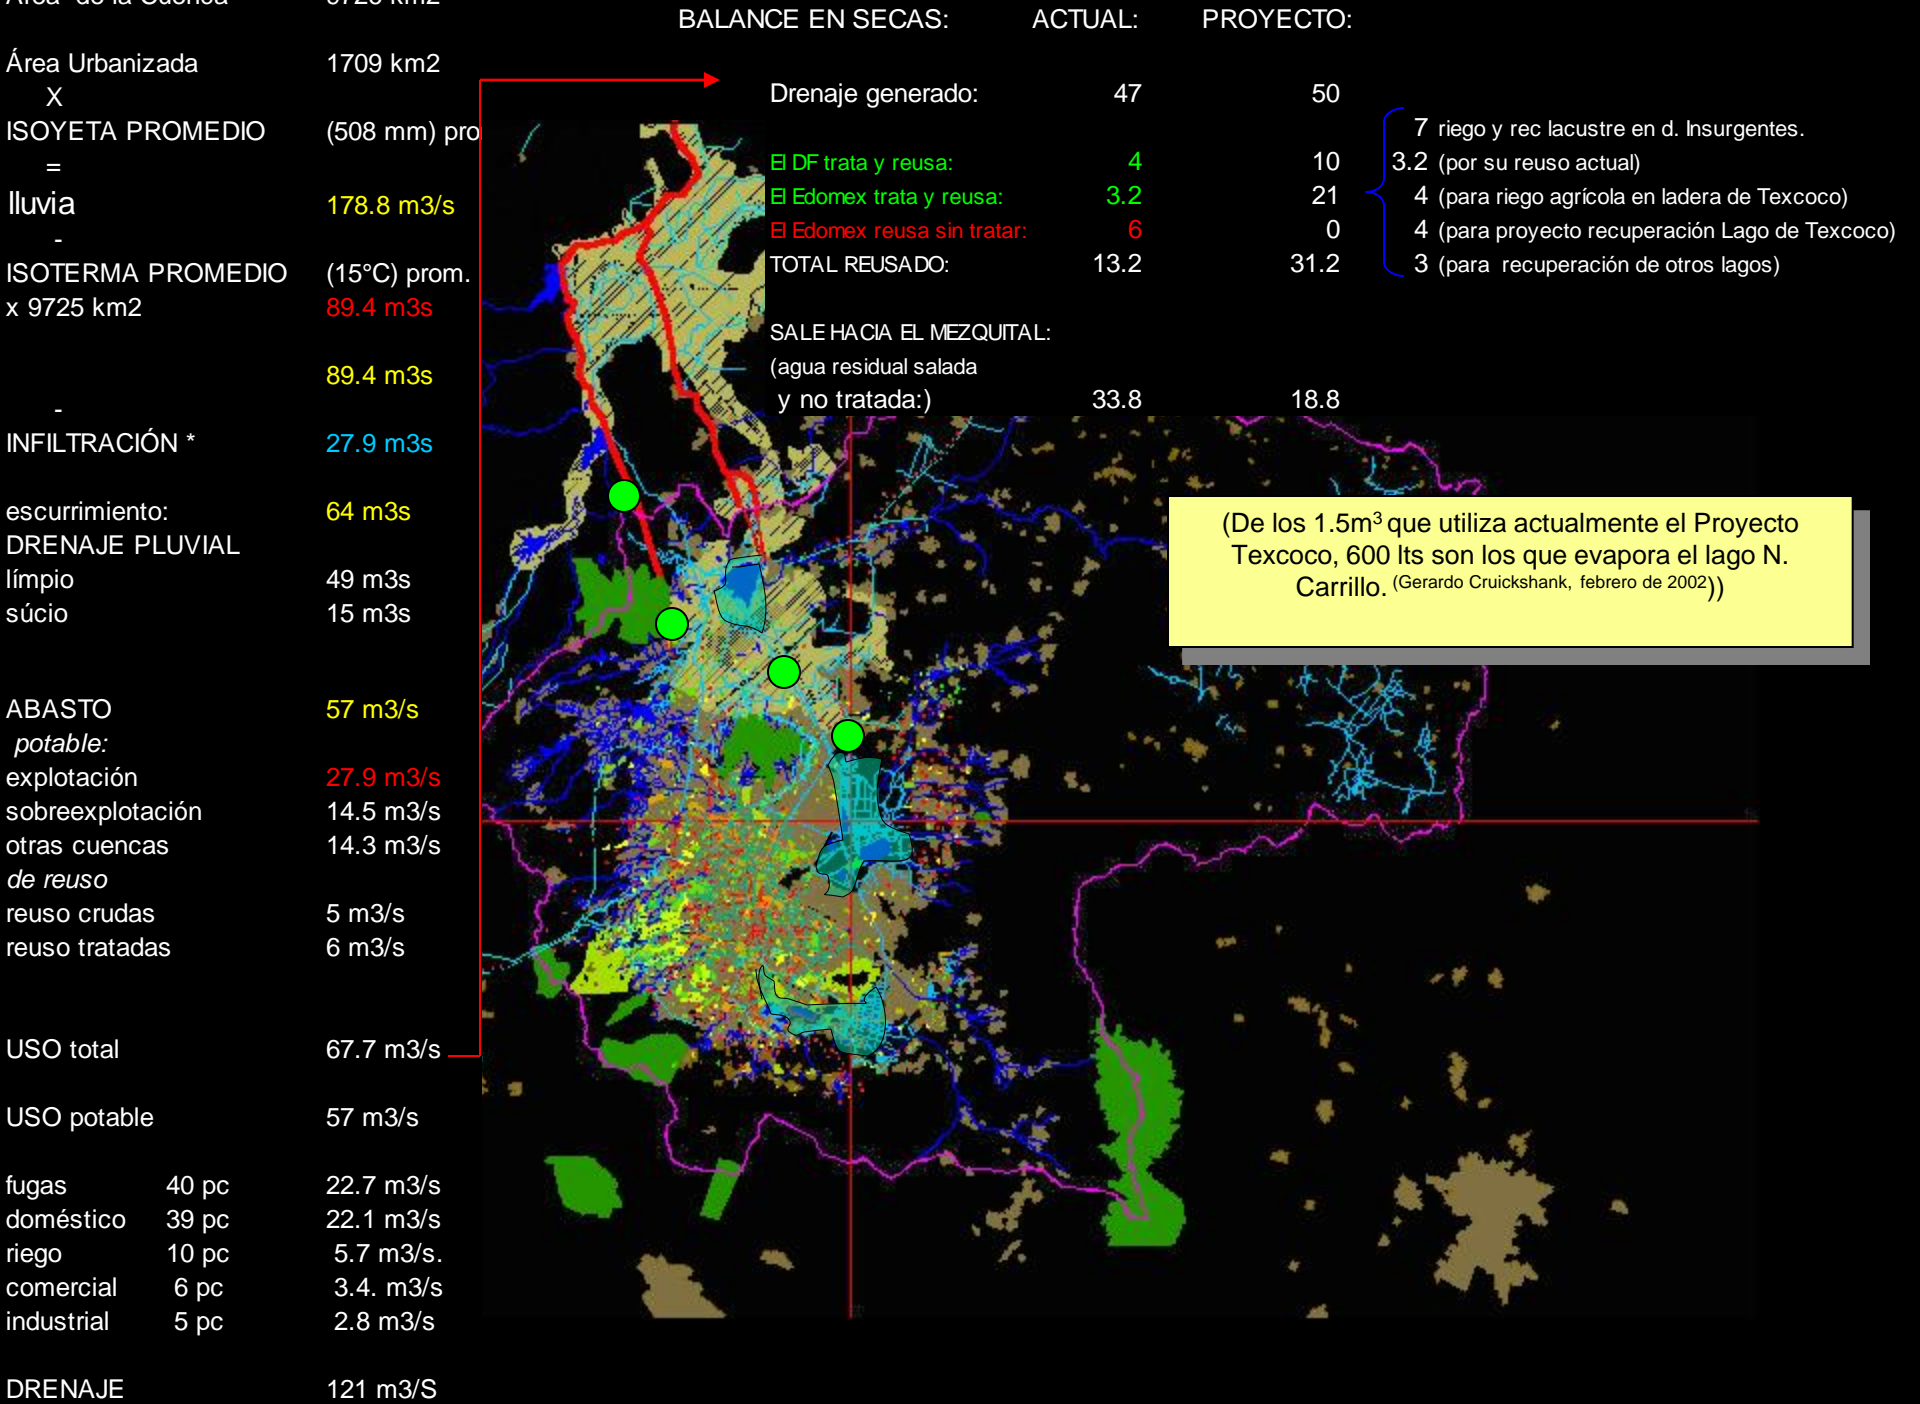 Área de la Cuenca 9725 km2
Área Urbanizada 1709 km2
X
ISOYETA PROMEDIO (508 mm) pro
=
lluvia 178.8 m3/s
-
ISOTERMA PROMEDIO (15°C) prom.
x 9725 km2 89.4 m3s
89.4 m3s
-
INFILTRACIÓN * 27.9 m3s
escurrimiento: 64 m3s
DRENAJE PLUVIAL
límpio 49 m3s
súcio 15 m3s
ABASTO 57 m3/s
potable:
explotación 27.9 m3/s
sobreexplotación 14.5 m3/s
otras cuencas 14.3 m3/s
de reuso
reuso crudas 5 m3/s
reuso tratadas 6 m3/s
USO total 67.7 m3/s
USO potable 57 m3/s
fugas 40 pc 22.7 m3/s
doméstico 39 pc 22.1 m3/s
riego 10 pc 5.7 m3/s.
comercial 6 pc 3.4. m3/s
industrial 5 pc 2.8 m3/s
DRENAJE 121 m3/S
BALANCE EN SECAS: ACTUAL: PROYECTO:
Drenaje generado: 47 50
El DF trata y reusa: 4 10
El Edomex trata y reusa: 3.2 21
El Edomex reusa sin tratar: 6 0
TOTAL REUSADO: 13.2 31.2
SALE HACIA EL MEZQUITAL:
(agua residual salada
y no tratada:) 33.8 18.8
7 riego y rec lacustre en d. Insurgentes.
3.2 (por su reuso actual)
4 (para riego agrícola en ladera de Texcoco)
4 (para proyecto recuperación Lago de Texcoco)
3 (para recuperación de otros lagos)
(De los 1.5m³ que utiliza actualmente el Proyecto
Texcoco, 600 lts son los que evapora el lago N.
Carrillo. (Gerardo Cruickshank, febrero de 2002))